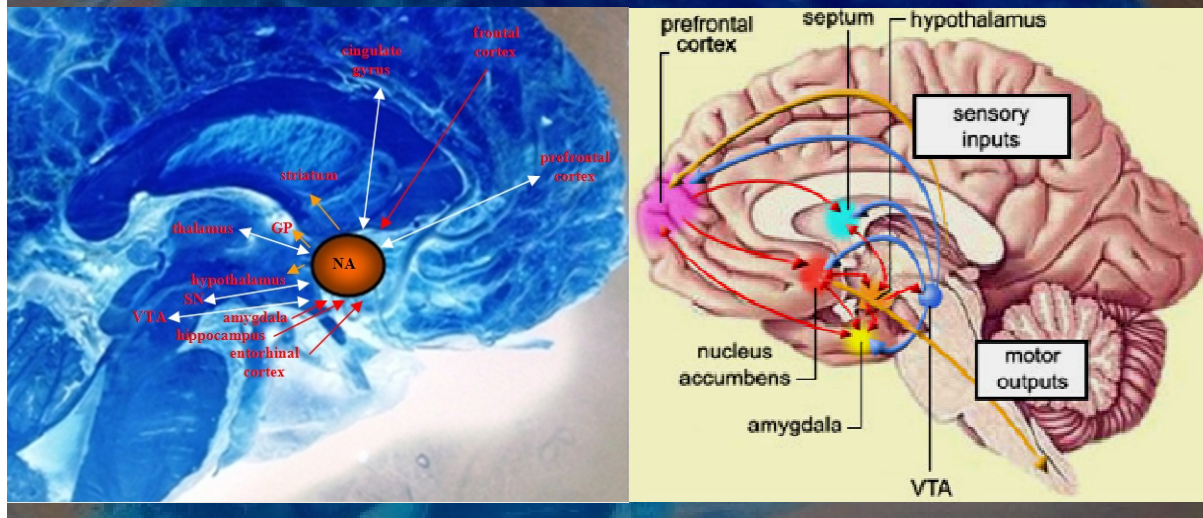 cingulate
gyrus
frontal
cortex
prefrontal
cortex
striatum
thalamus
GP
NA
hypothalamus
SN
VTA
amygdala
hippocampus
entorhinal
cortex
prefrontal
cortex
septum
hypothalamus
sensory
inputs
nucleus
accumbens
motor
outputs
amygdala
VTA